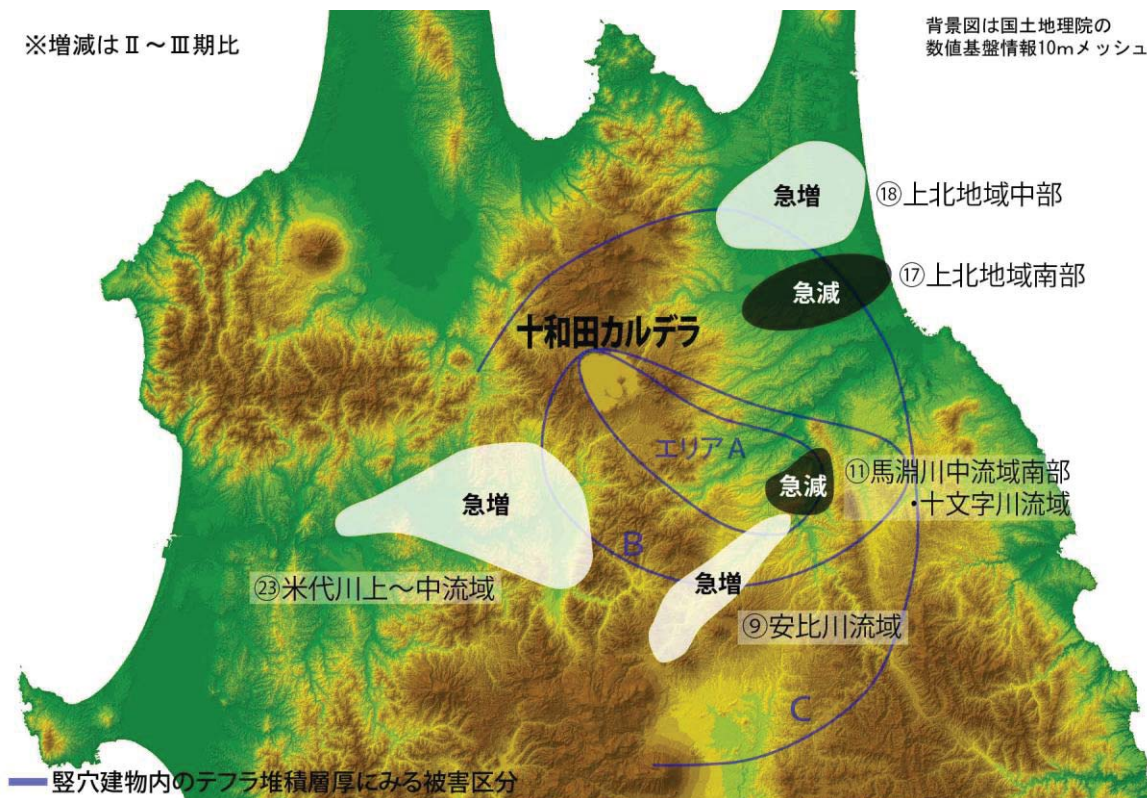 ※増減はⅡ～Ⅲ期比
背景図は国土地理院の
数値基盤情報10mメッシュ
急増
⑱上北地域中部
急減
⑰上北地域南部
十和田カルデラ
エリアA
急減
⑪馬淵川中流域南部
・十文字川流域
急増
B
㉓米代川上～中流域
急増
⑨安比川流域
C
竪穴建物内のテフラ堆積層厚にみる被害区分